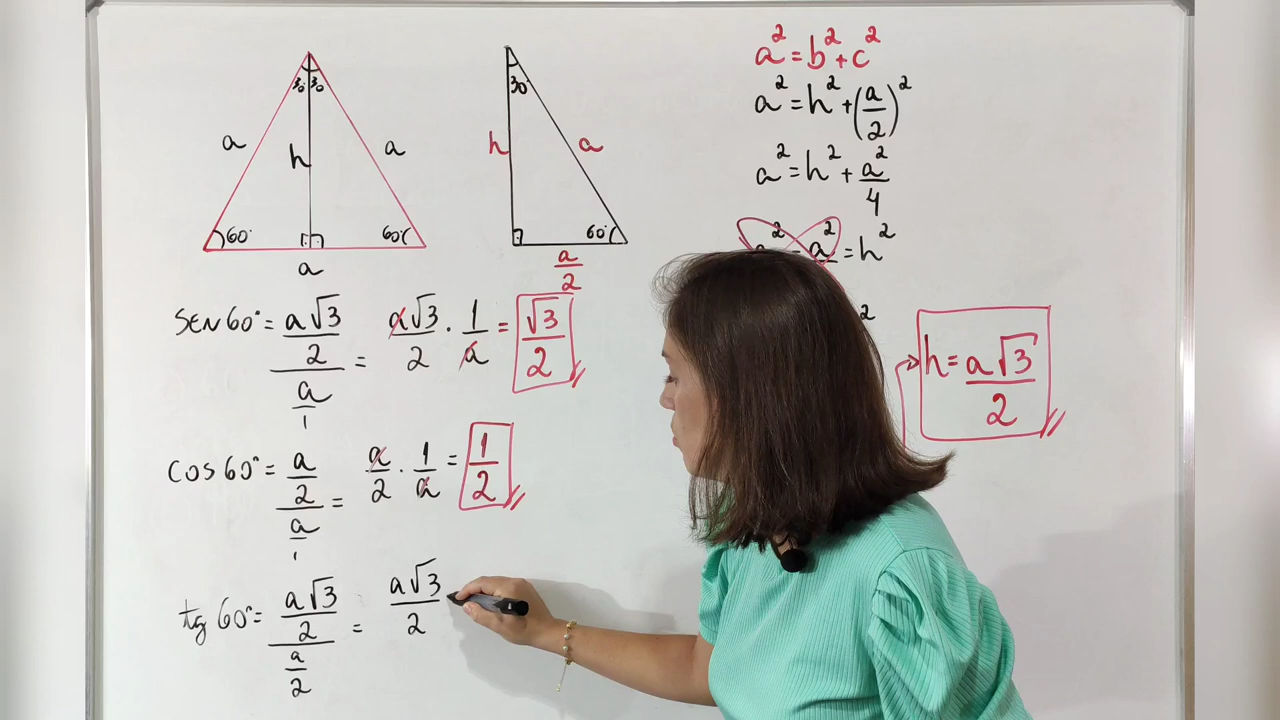 30° 30°
a h a
60° 60°
a
30°
h a
60°
a/2
a² = b² + c²
a² = h² + (a/2)²
a² = h² + a²/4
a² = h²
²
h = a√3/2
SEN 60° = a√3/2 / a/1 = a√3/2 · 1/a = √3/2
COS 60° = a/2 / a/1 = a/2 · 1/a = 1/2
tg 60° = a√3/2 / a/2 = a√3/2